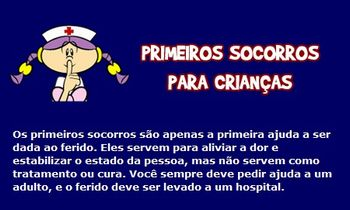 PRIMEIROS SOCORROS
PARA CRIANÇAS
Os primeiros socorros são apenas a primeira ajuda a ser
dada ao ferido. Eles servem para aliviar a dor e
estabilizar o estado da pessoa, mas não servem como
tratamento ou cura. Você sempre deve pedir ajuda a um
adulto, e o ferido deve ser levado a um hospital.